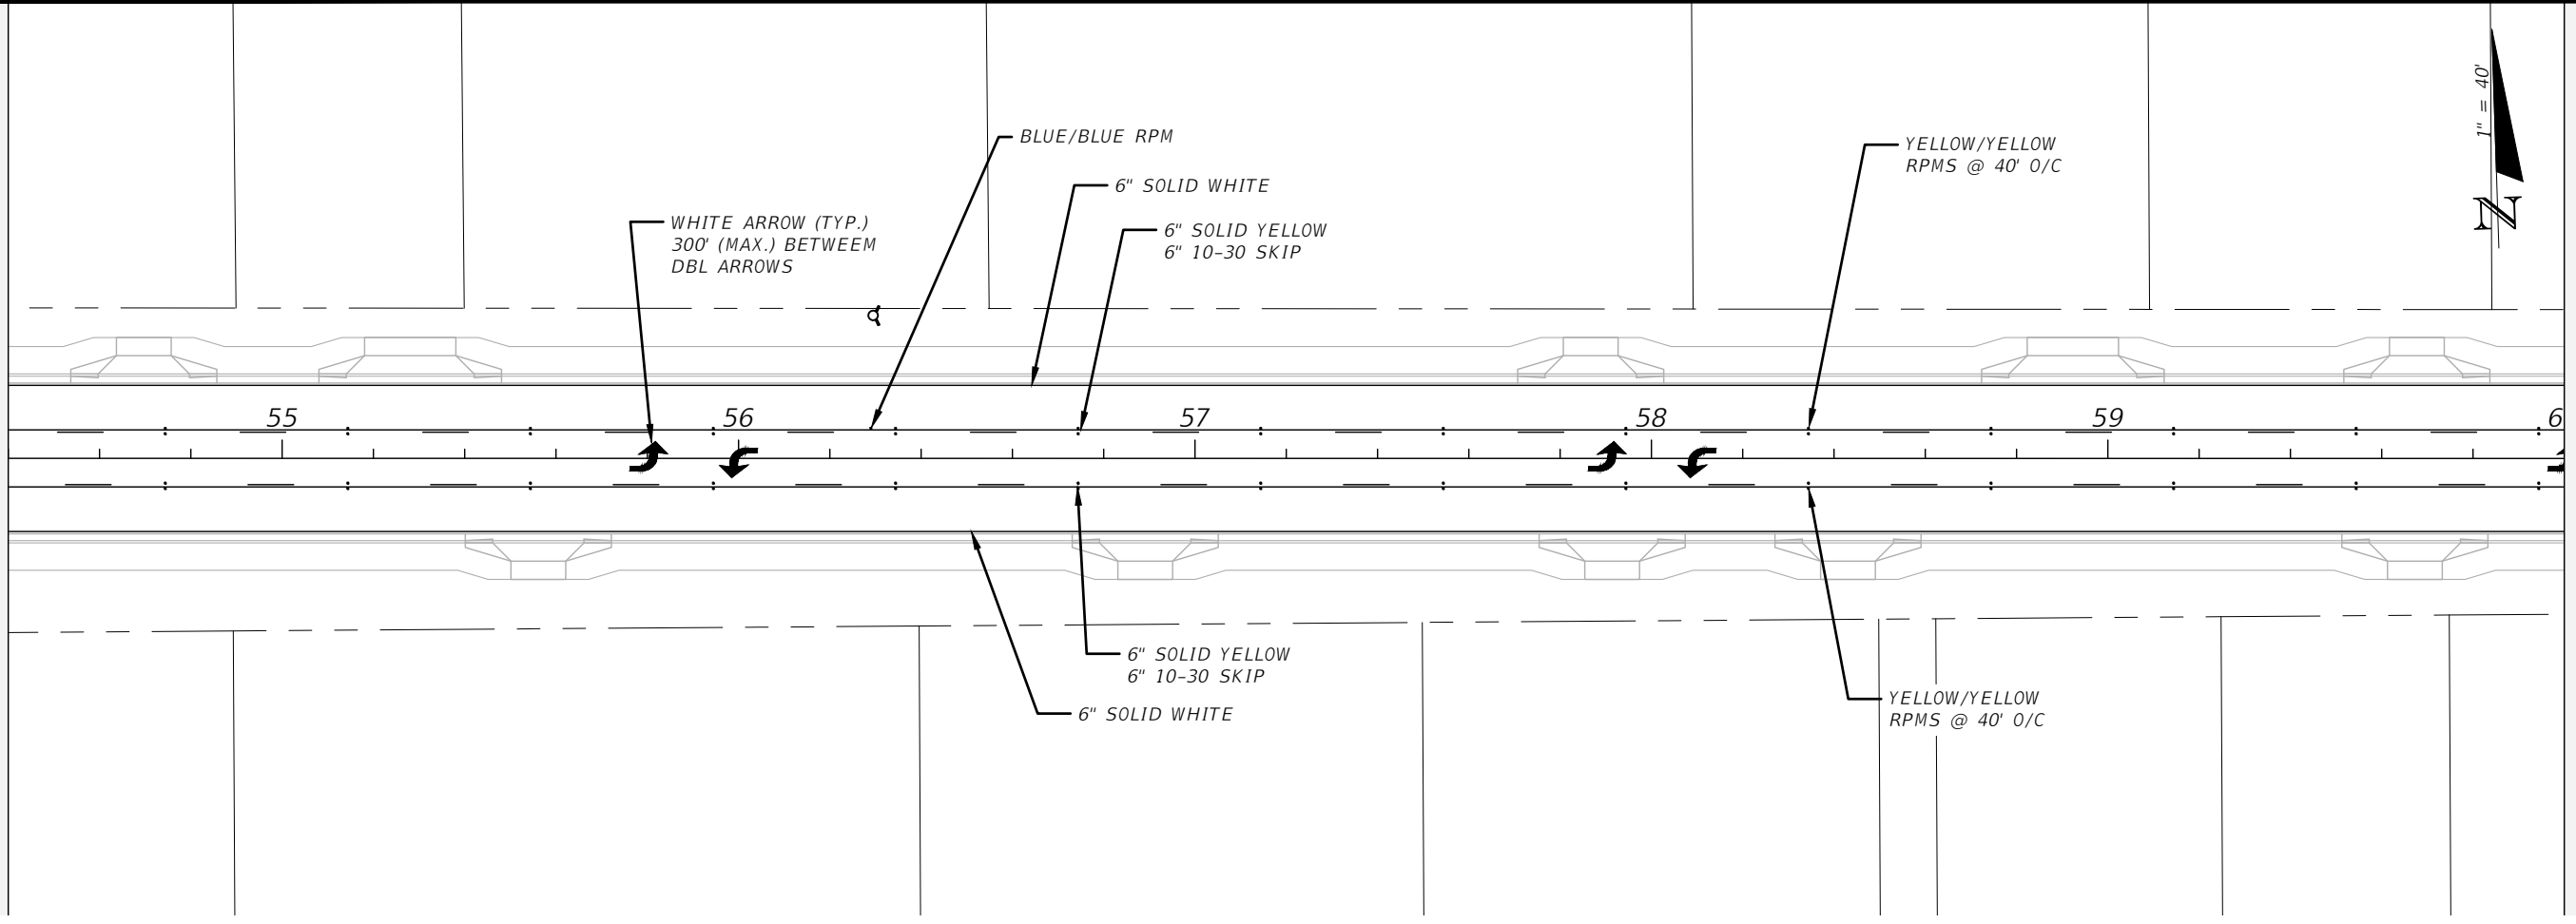 BLUE/BLUE RPM
6" SOLID WHITE
6" SOLID YELLOW
6" 10-30 SKIP
WHITE ARROW (TYP.)
300' (MAX.) BETWEEM
DBL ARROWS
YELLOW/YELLOW
RPMS @ 40' O/C
1" = 40'
N
55
56
57
58
59
6
6" SOLID YELLOW
6" 10-30 SKIP
6" SOLID WHITE
YELLOW/YELLOW
RPMS @ 40' O/C